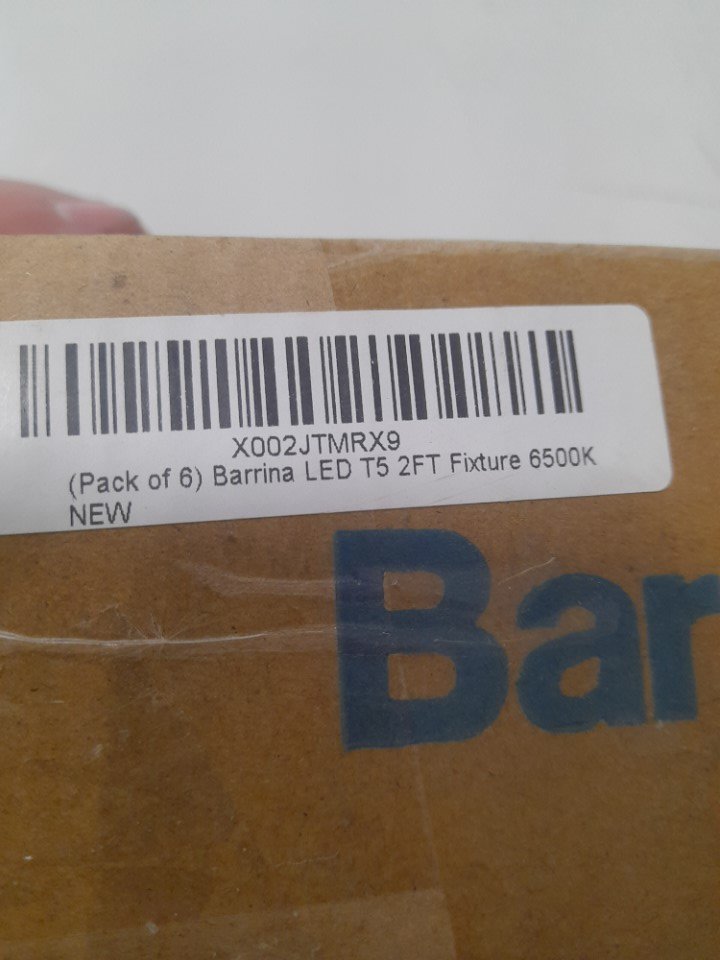 X002JTMRX9
(Pack of 6) Barrina LED T5 2FT Fixture 6500K
NEW
Bar